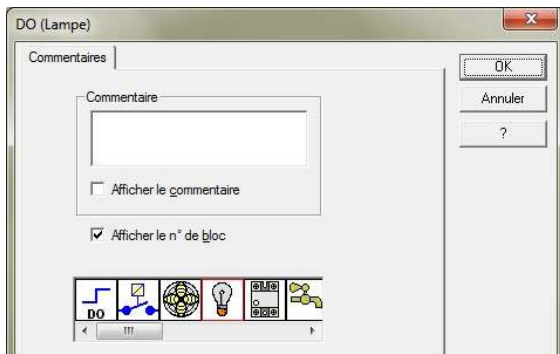 DO (Lampe)
Commentaires
OK
Commentaire
Annuler
?
Afficher le commentaire
Afficher le n° de bloc
DO